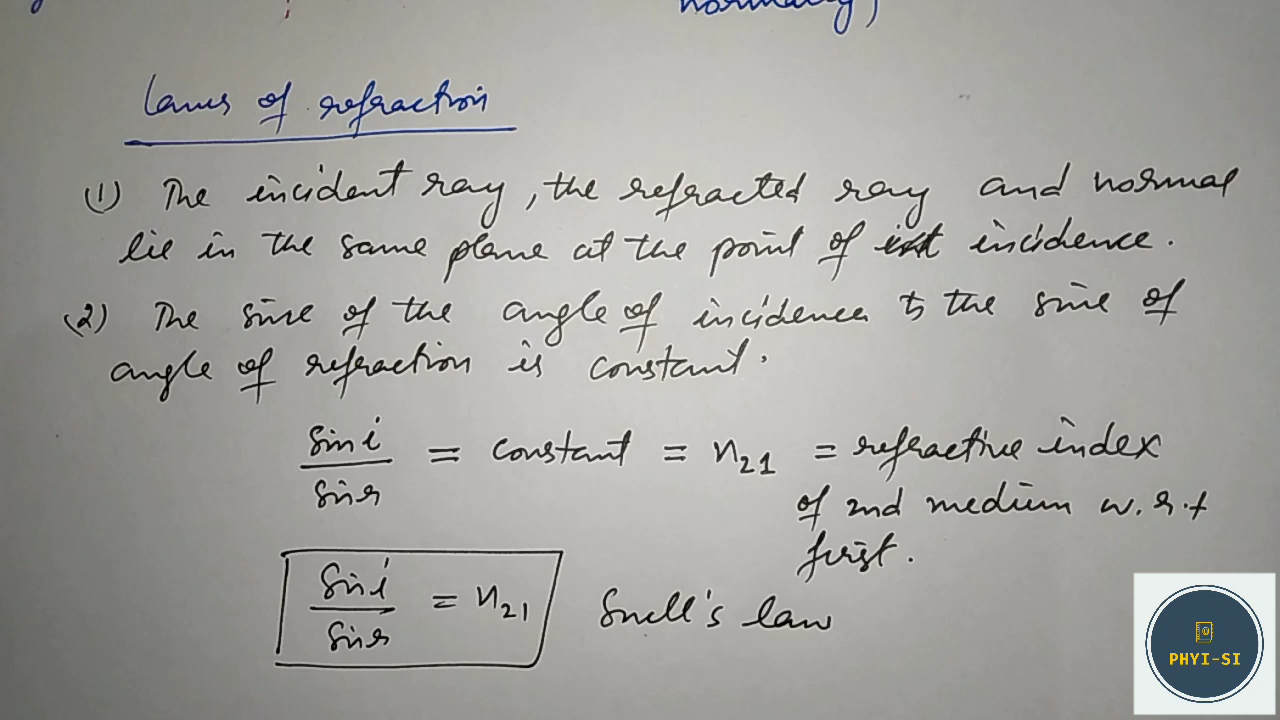 normally)
Laws of refraction
(1) The incident ray, the refracted ray and normal
lie in the same plane at the point of incidence.
(2) The sine of the angle of incidence to the sine of
angle of refraction is constant.
sin i / sin r = constant = n21 = refractive index
of 2nd medium w.r.t
first.
sin i / sin r = n21 Snell's law
PHYI-SI